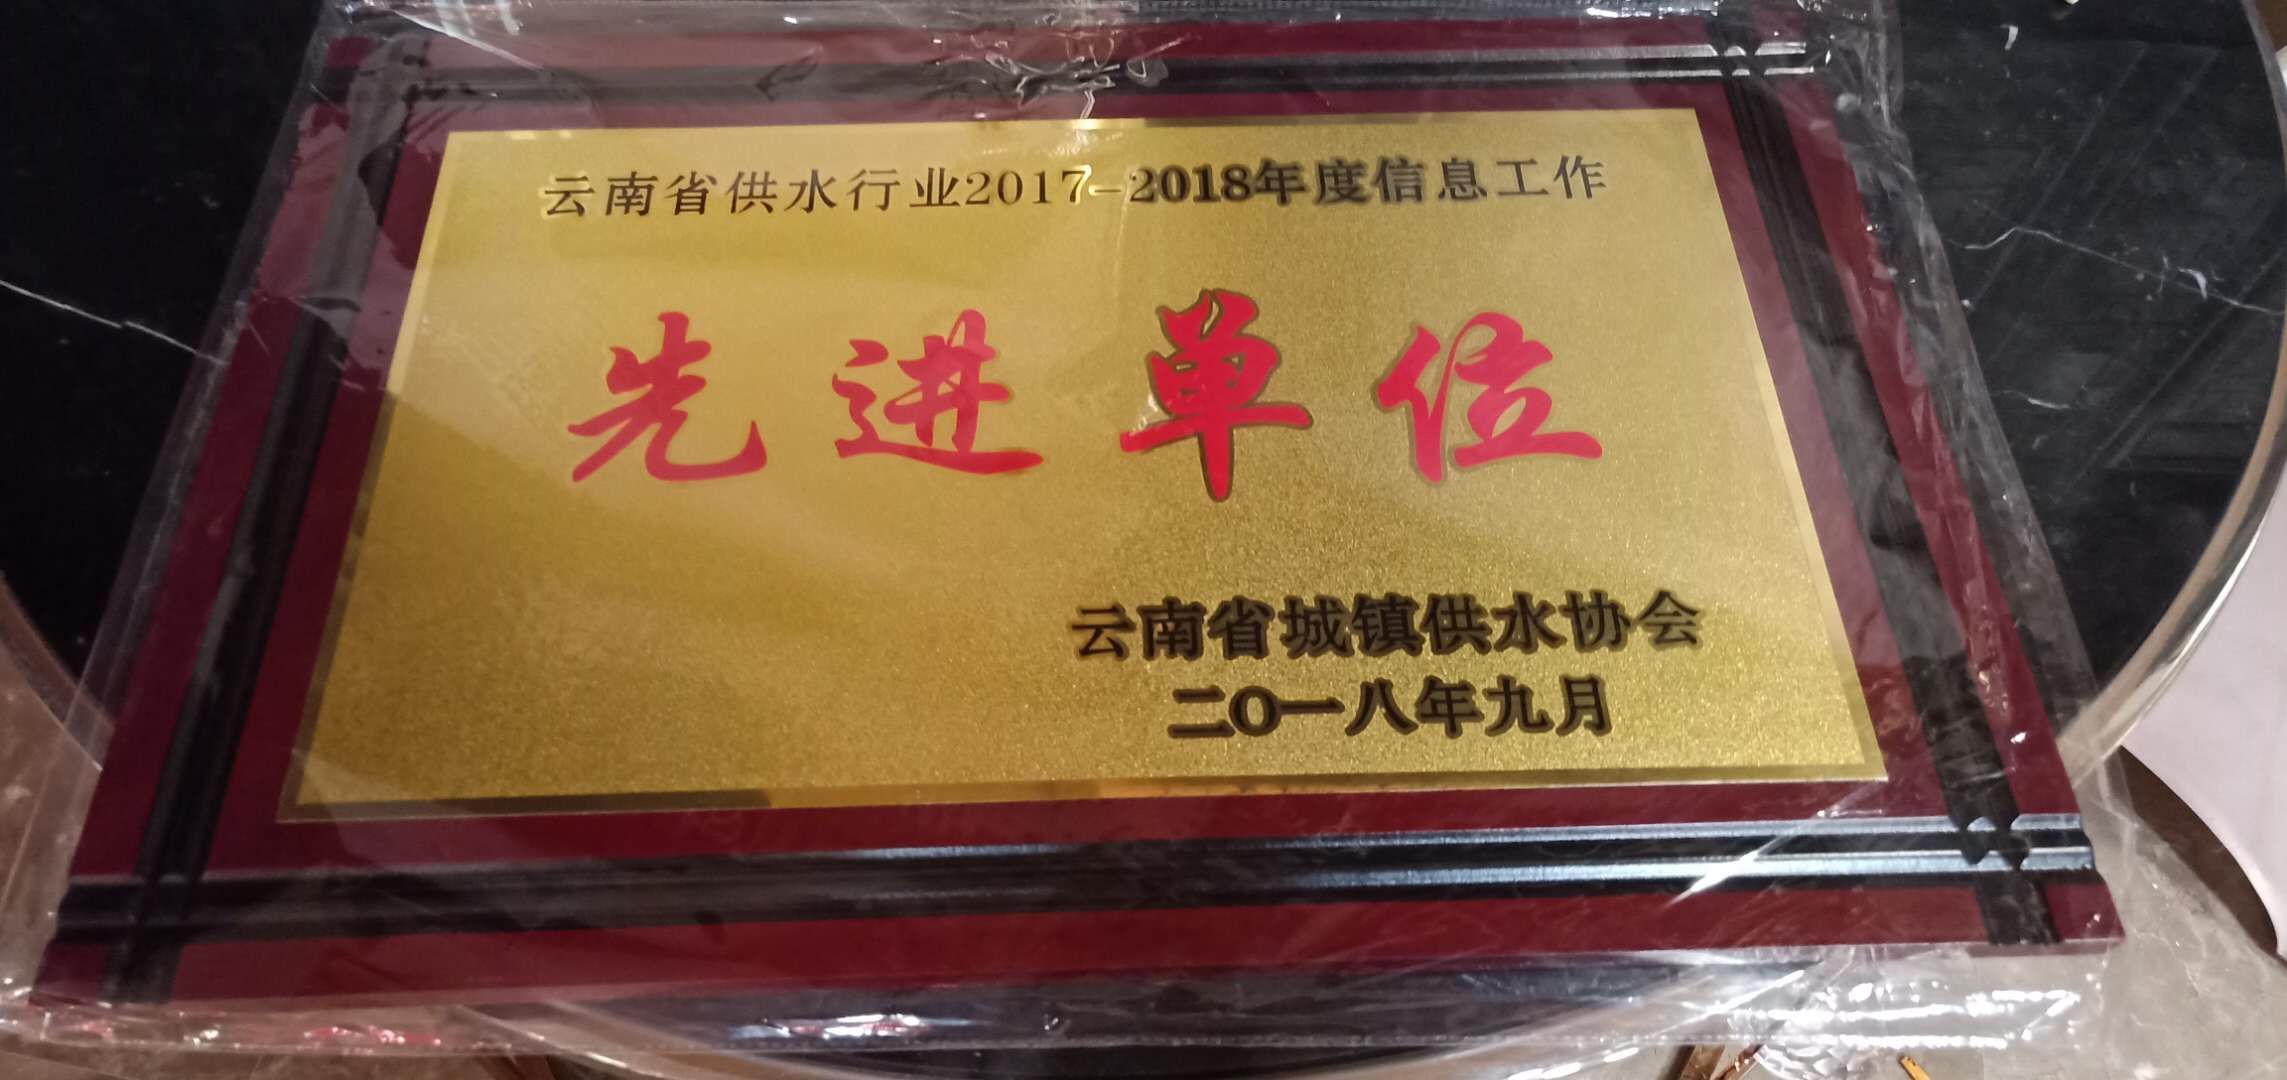 云南省供水行业2017-2018年度信息工作
先进单位
云南省城镇供水协会
二〇一八年九月